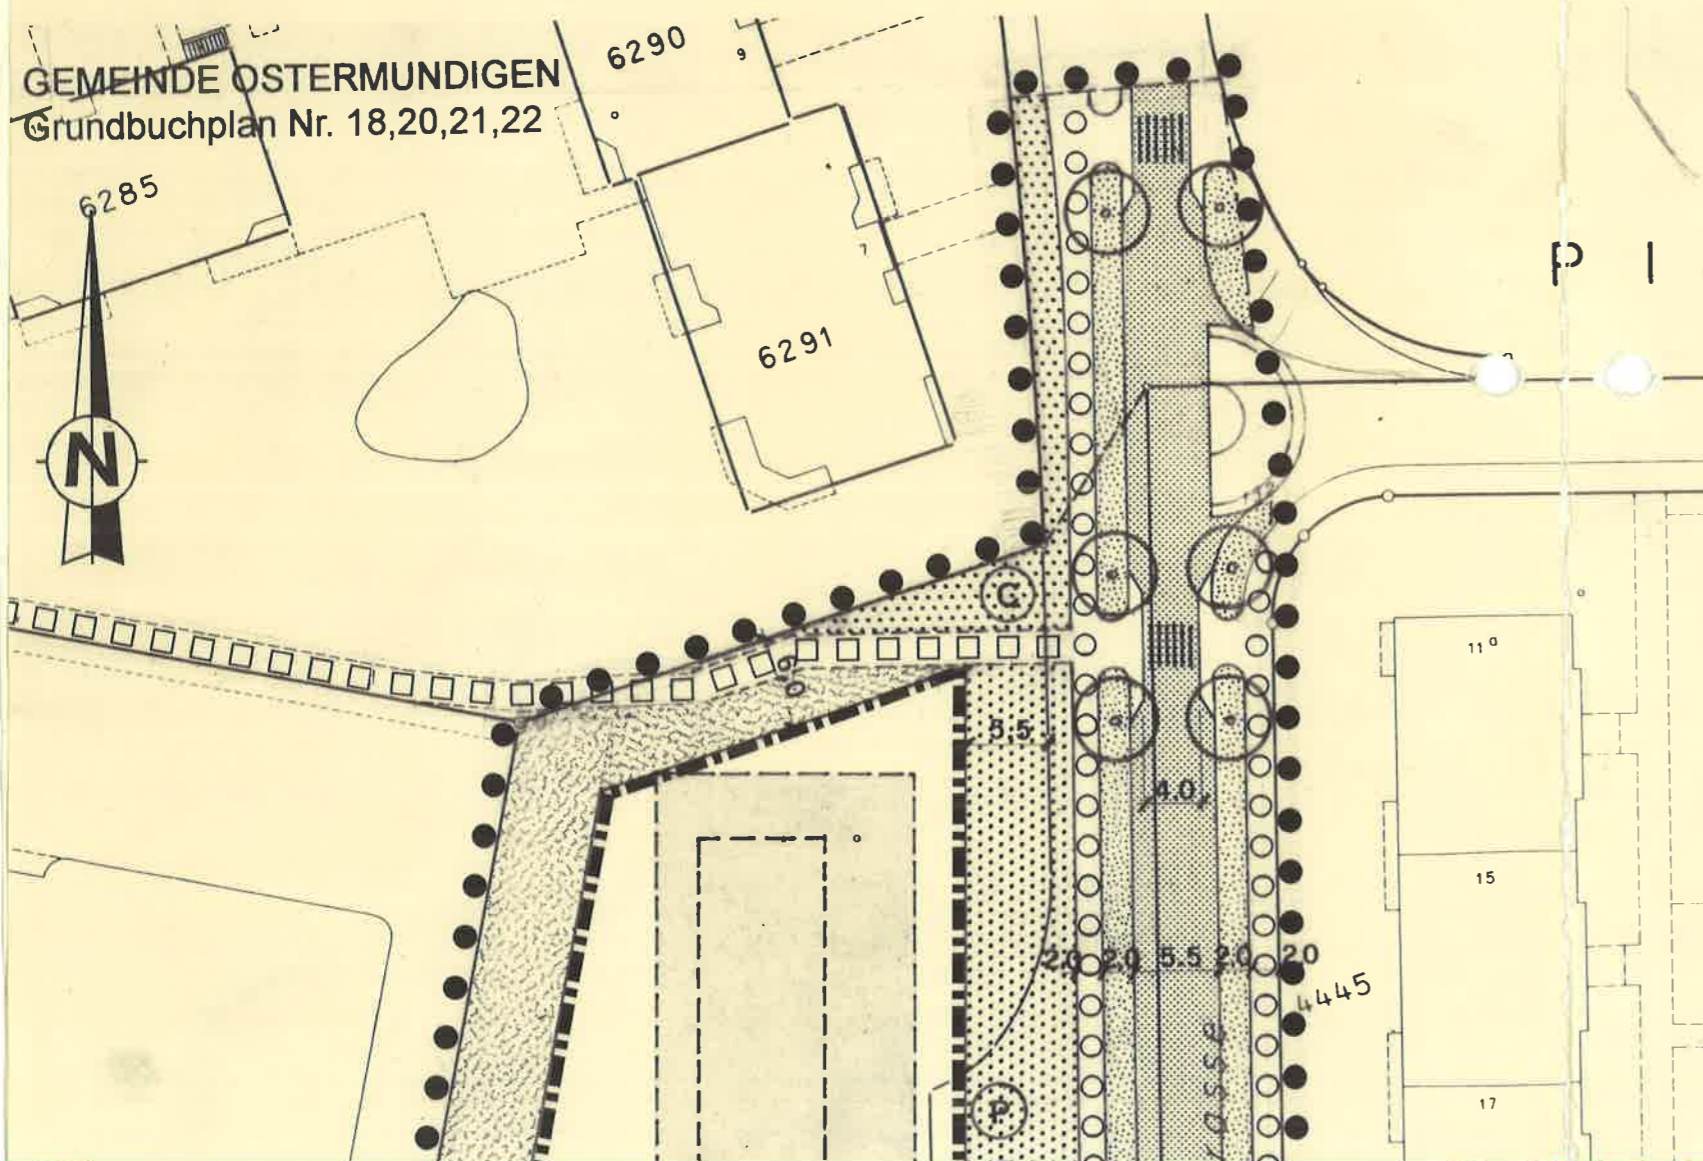 GEMEINDE OSTERMUNDIGEN
Grundbuchplan Nr. 18,20,21,22
6290
9
6285
7
6291
P I
N
C
11a
5,5
4.0
15
2.0 2.0 5.5 2.0 2.0
4445
P
17